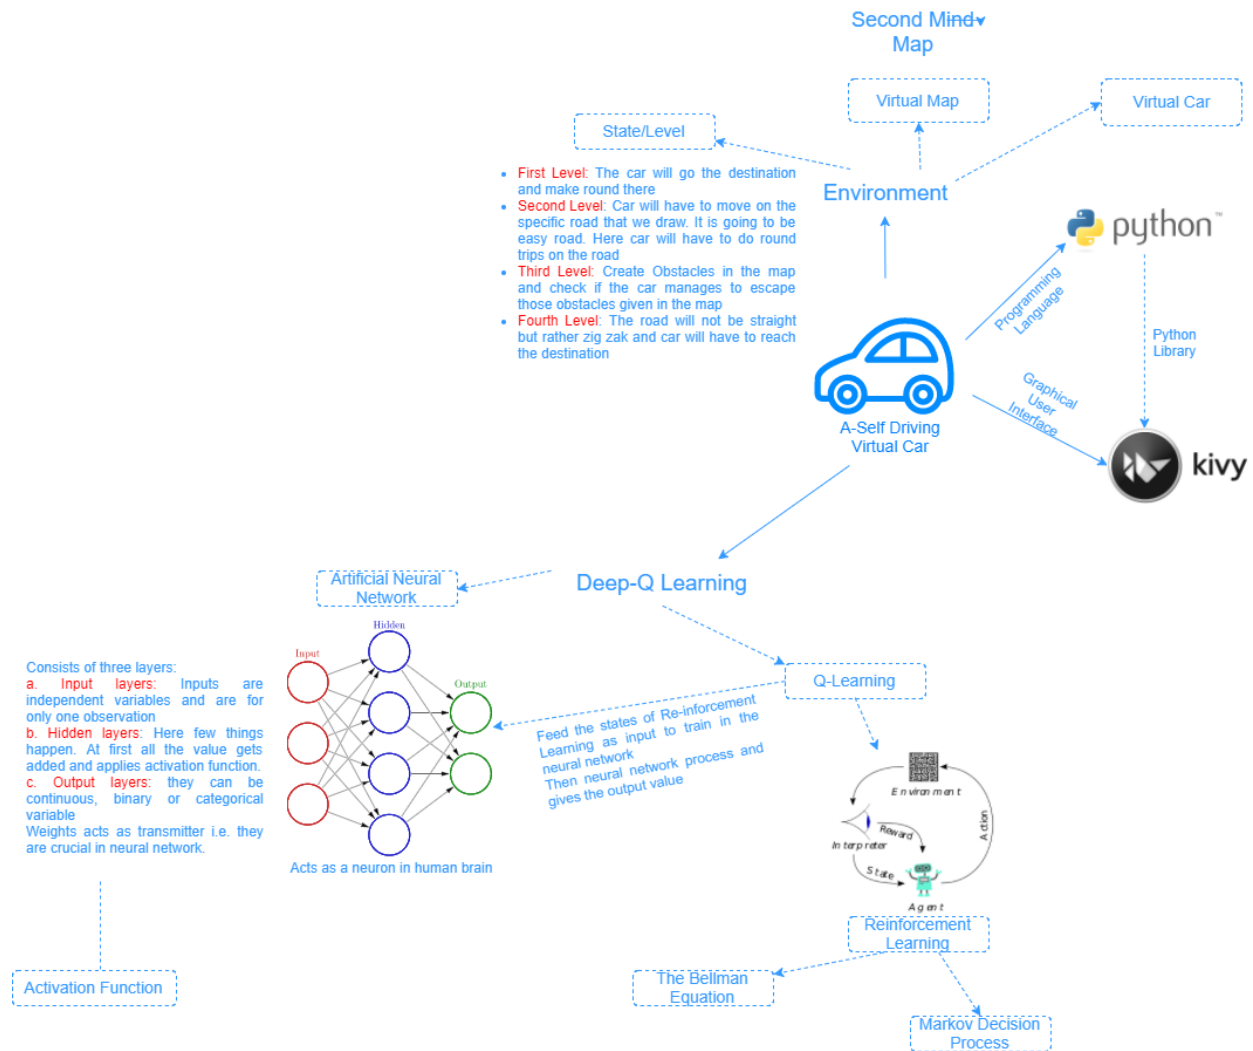 Second Mind
Map
Virtual Map
Virtual Car
State/Level
First Level: The car will go the destination
and make round there
Second Level: Car will have to move on the
specific road that we draw. It is going to be
easy road. Here car will have to do round
trips on the road
Third Level: Create Obstacles in the map
and check if the car manages to escape
those obstacles given in the map
Fourth Level: The road will not be straight
but rather zig zak and car will have to reach
the destination
Environment
python™
Programming
Language
Python
Library
Graphical
User
Interface
kivy
A-Self Driving
Virtual Car
Deep-Q Learning
Artificial Neural
Network
Hidden
Input
Output
Consists of three layers:
a. Input layers: Inputs are
independent variables and are for
only one observation
b. Hidden layers: Here few things
happen. At first all the value gets
added and applies activation function.
c. Output layers: they can be
continuous, binary or categorical
variable
Weights acts as transmitter i.e. they
are crucial in neural network.
Acts as a neuron in human brain
Activation Function
Q-Learning
Feed the states of Re-inforcement
Learning as input to train in the
neural network
Then neural network process and
gives the output value
Environment
Reward
Interpreter
Action
State
Agent
Reinforcement
Learning
The Bellman
Equation
Markov Decision
Process